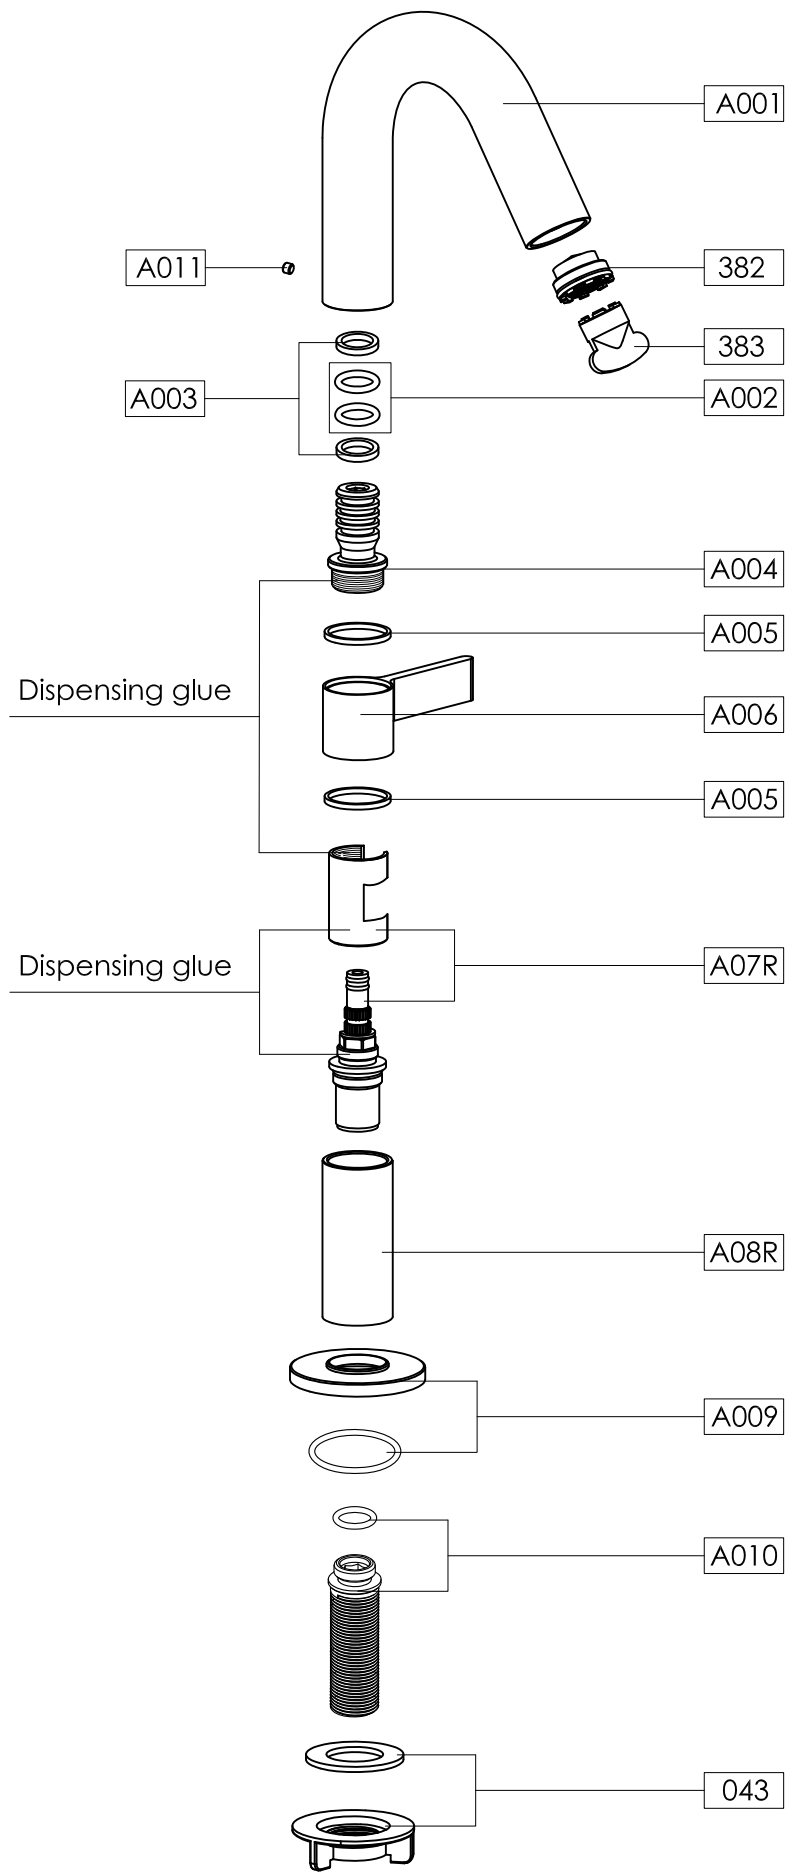 A001
A011
382
383
A003
A002
A004
A005
Dispensing glue
A006
A005
Dispensing glue
A07R
A08R
A009
A010
043